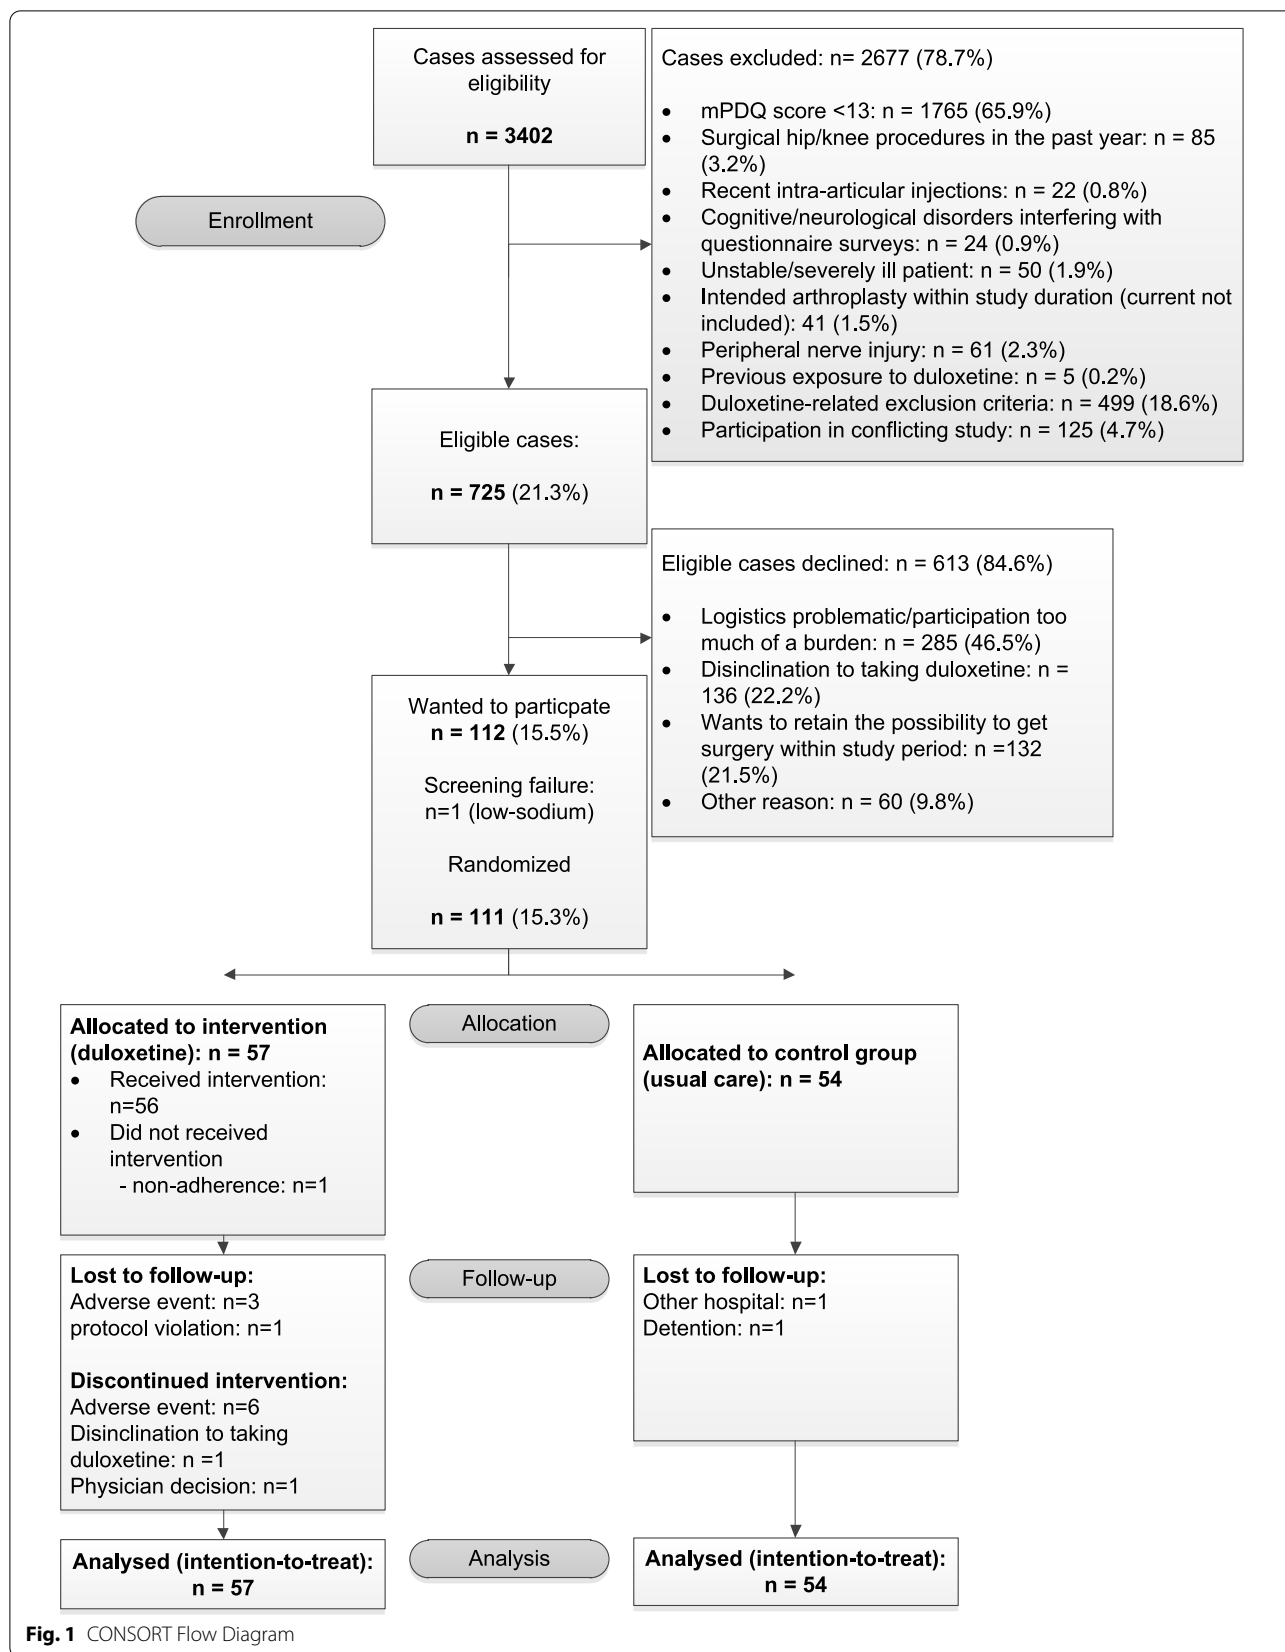 Cases assessed for
eligibility
n = 3402
Cases excluded: n= 2677 (78.7%)
• mPDQ score <13: n = 1765 (65.9%)
• Surgical hip/knee procedures in the past year: n = 85
(3.2%)
• Recent intra-articular injections: n = 22 (0.8%)
• Cognitive/neurological disorders interfering with
questionnaire surveys: n = 24 (0.9%)
• Unstable/severely ill patient: n = 50 (1.9%)
• Intended arthroplasty within study duration (current not
included): 41 (1.5%)
• Peripheral nerve injury: n = 61 (2.3%)
• Previous exposure to duloxetine: n = 5 (0.2%)
• Duloxetine-related exclusion criteria: n = 499 (18.6%)
• Participation in conflicting study: n = 125 (4.7%)
Enrollment
Eligible cases:
n = 725 (21.3%)
Eligible cases declined: n = 613 (84.6%)
• Logistics problematic/participation too
much of a burden: n = 285 (46.5%)
• Disinclination to taking duloxetine: n =
136 (22.2%)
• Wants to retain the possibility to get
surgery within study period: n =132
(21.5%)
• Other reason: n = 60 (9.8%)
Wanted to particpate
n = 112 (15.5%)
Screening failure:
n=1 (low-sodium)
Randomized
n = 111 (15.3%)
Allocation
Allocated to intervention
(duloxetine): n = 57
• Received intervention:
n=56
• Did not received
intervention
- non-adherence: n=1
Allocated to control group
(usual care): n = 54
Follow-up
Lost to follow-up:
Adverse event: n=3
protocol violation: n=1
Discontinued intervention:
Adverse event: n=6
Disinclination to taking
duloxetine: n =1
Physician decision: n=1
Lost to follow-up:
Other hospital: n=1
Detention: n=1
Analysis
Analysed (intention-to-treat):
n = 57
Analysed (intention-to-treat):
n = 54
Fig. 1 CONSORT Flow Diagram